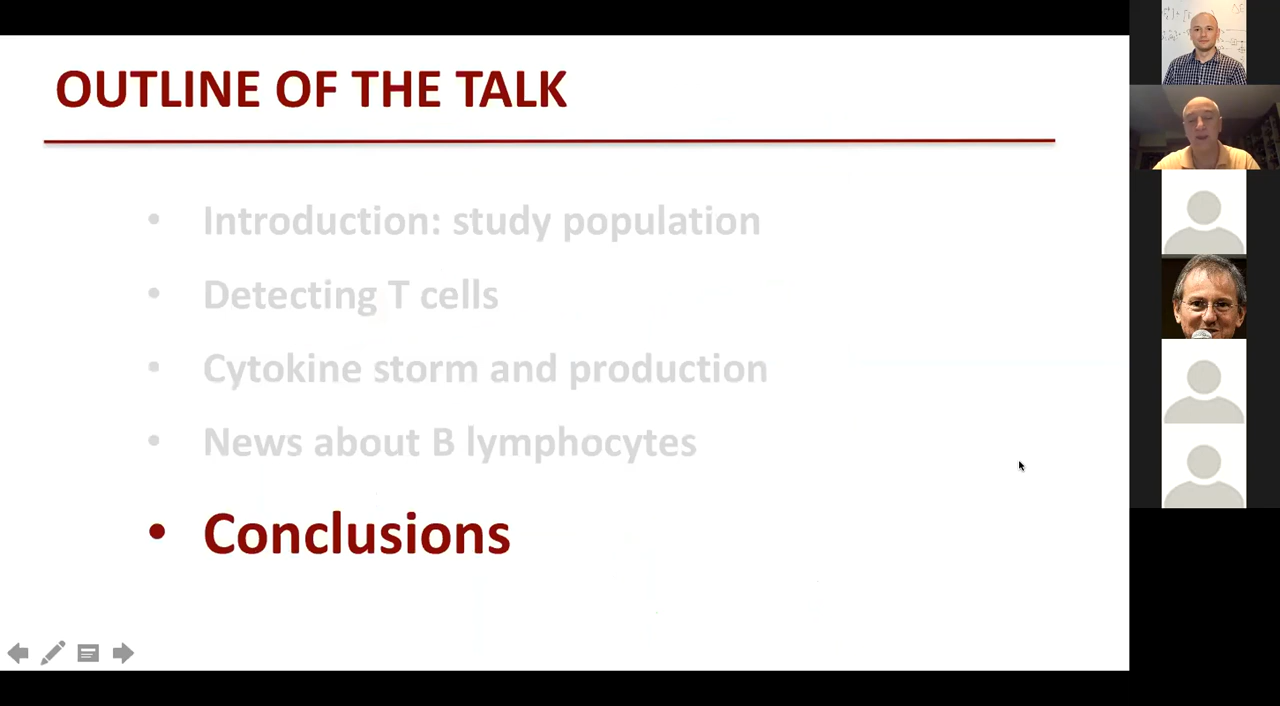 OUTLINE OF THE TALK
• Introduction: study population
• Detecting T cells
• Cytokine storm and production
• News about B lymphocytes
• Conclusions